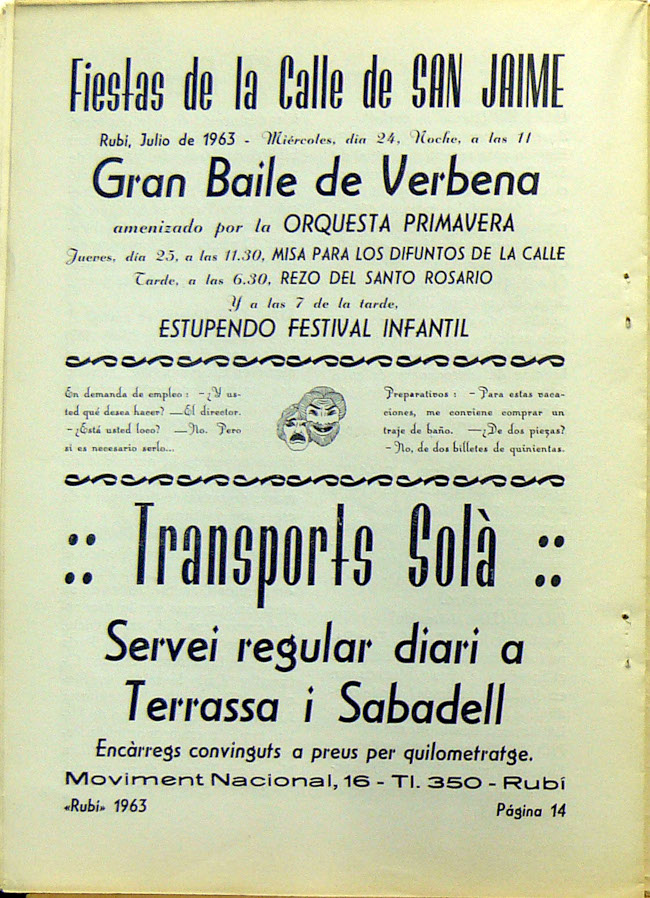 Fiestas de la Calle de SAN JAIME
Rubí, Julio de 1963 - Miércoles, dia 24, Noche, a las 11
Gran Baile de Verbena
amenizado por la ORQUESTA PRIMAVERA
Jueves, día 25, a las 11.30, MISA PARA LOS DIFUNTOS DE LA CALLE
Tarde, a las 6.30, REZO DEL SANTO ROSARIO
Y a las 7 de la tarde,
ESTUPENDO FESTIVAL INFANTIL
En demanda de empleo: -¿Y us-
ted qué desea hacer? —El director.
-¿Está usted loco? —No. Pero
si es necesario serlo...
Preparativos: - Para estas vaca-
ciones, me conviene comprar un
traje de baño. —¿De dos piezas?
-No, de dos billetes de quinientas.
:: Transports Solà ::
Servei regular diari a
Terrassa i Sabadell
Encàrregs convinguts a preus per quilometratge.
Moviment Nacional, 16 - Tl. 350 - Rubí
«Rubí» 1963
Página 14